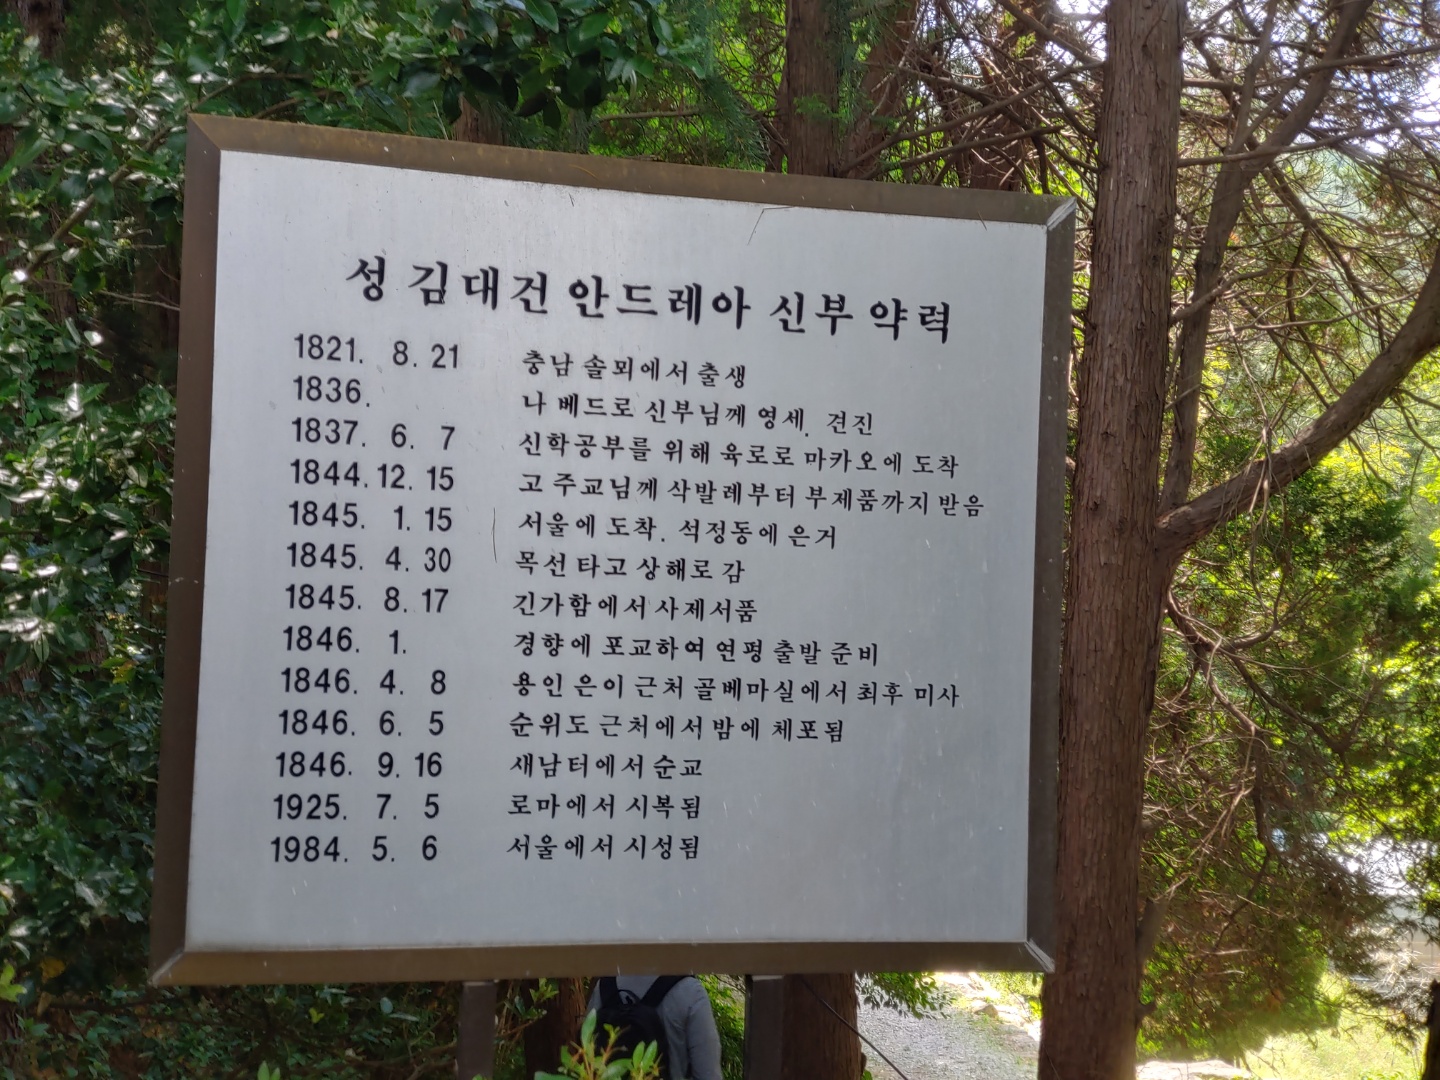 성 김대건 안드레아 신부 약력
1821. 8. 21 충남 솔뫼에서 출생
1836. 나 베드로 신부님께 영세. 견진
1837. 6. 7 신학공부를 위해 육로로 마카오에 도착
1844. 12. 15 고 주교님께 삭발례부터 부제품까지 받음
1845. 1. 15 서울에 도착. 석정동에 은거
1845. 4. 30 목선 타고 상해로 감
1845. 8. 17 긴가함에서 사제서품
1846. 1. 경향에 포교하여 연평 출발 준비
1846. 4. 8 용인 은이 근처 골베마실에서 최후 미사
1846. 6. 5 순위도 근처에서 밤에 체포됨
1846. 9. 16 새남터에서 순교
1925. 7. 5 로마에서 시복됨
1984. 5. 6 서울에서 시성됨